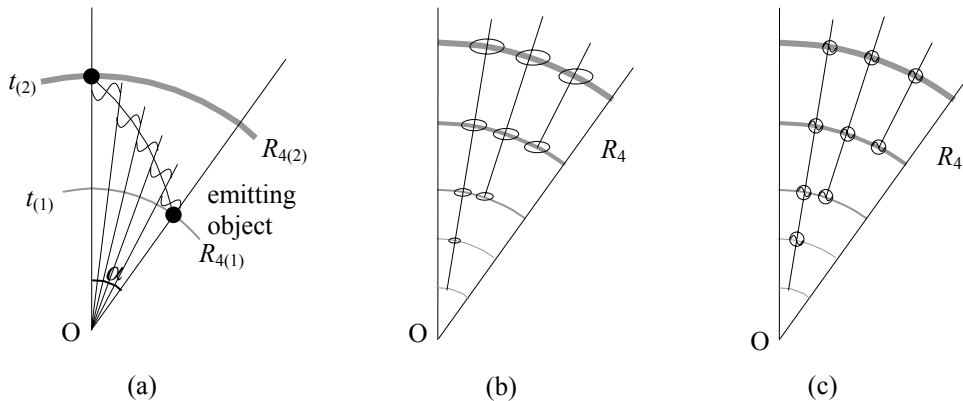 t(2)
R4(2)
t(1)
emitting
object
R4(1)
α
O
(a)
R4
O
(b)
R4
O
(c)